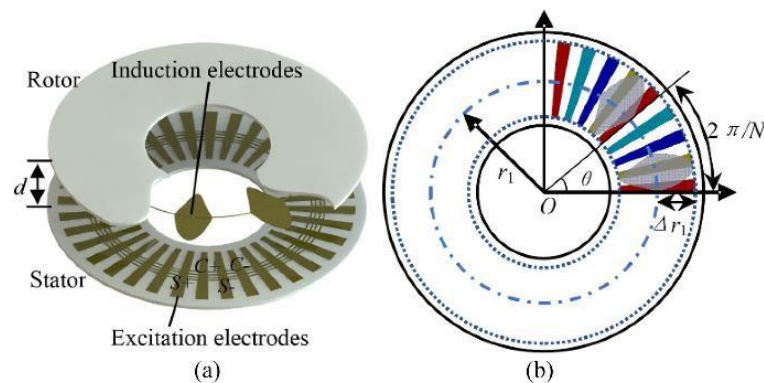 Induction electrodes
Rotor
d
Stator
S+ C+ S- C-
Excitation electrodes
(a)
r1
O
θ
2 π/N
Δr1
(b)